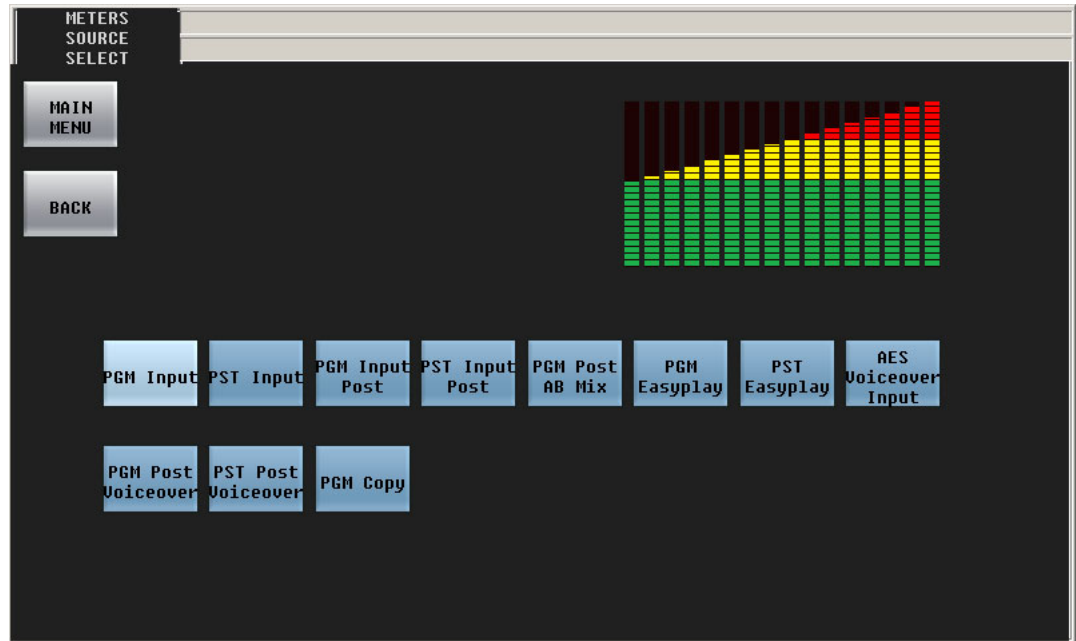 METERS
SOURCE
SELECT
MAIN
MENU
BACK
PGM Input
PST Input
PGM Input
Post
PST Input
Post
PGM Post
AB Mix
PGM
Easyplay
PST
Easyplay
AES
Voiceover
Input
PGM Post
Voiceover
PST Post
Voiceover
PGM Copy